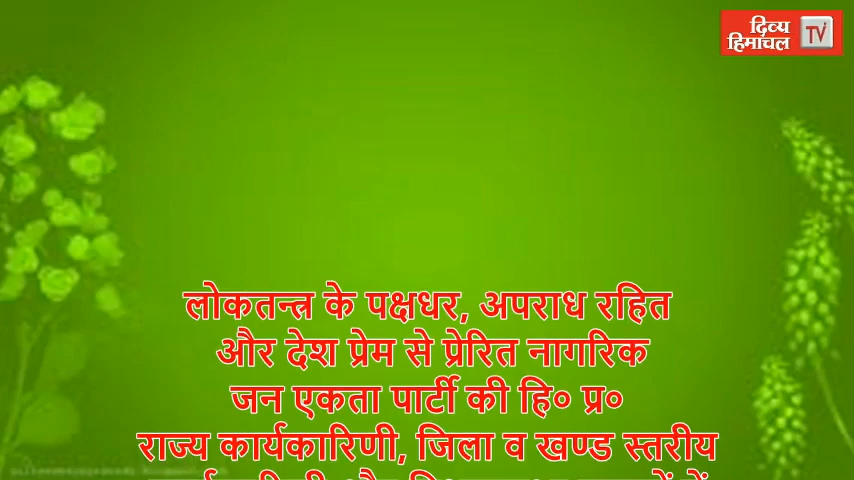 दिव्य
हिमाचल TV
लोकतन्त्र के पक्षधर, अपराध रहित
और देश प्रेम से प्रेरित नागरिक
जन एकता पार्टी की हि० प्र०
राज्य कार्यकारिणी, जिला व खण्ड स्तरीय